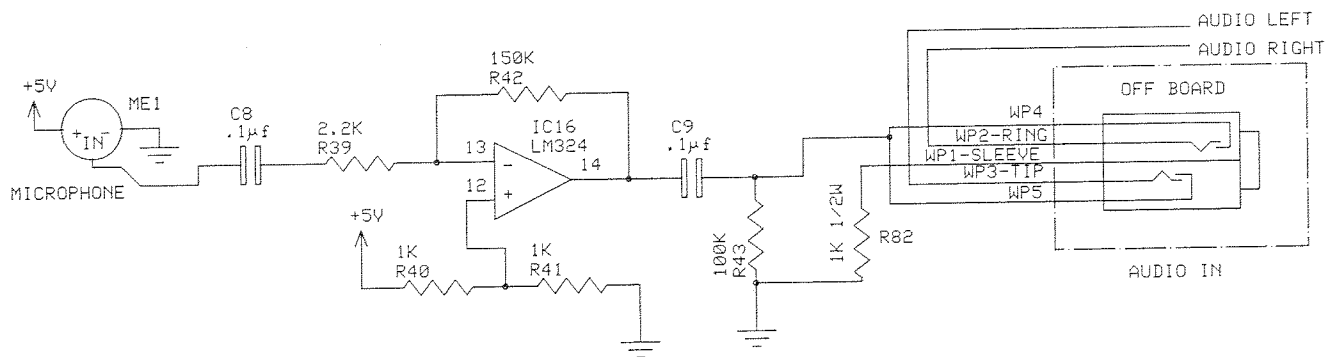 AUDIO LEFT
AUDIO RIGHT
OFF BOARD
+5V
ME1
+ IN -
MICROPHONE
C8
.1µf
2.2K
R39
150K
R42
IC16
LM324
13
-
12
+
14
C9
.1µf
WP4
WP2-RING
WP1-SLEEVE
WP3-TIP
WP5
+5V
1K
R40
1K
R41
100K
R43
1K 1/2W
R82
AUDIO IN